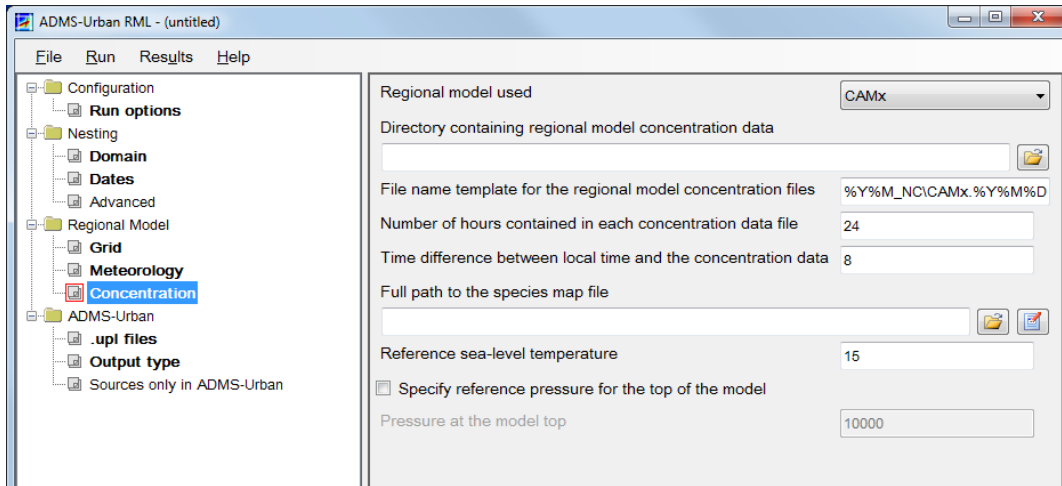 ADMS-Urban RML - (untitled)
File Run Results Help
Configuration
Run options
Nesting
Domain
Dates
Advanced
Regional Model
Grid
Meteorology
Concentration
ADMS-Urban
.upl files
Output type
Sources only in ADMS-Urban
Regional model used CAMx
Directory containing regional model concentration data
File name template for the regional model concentration files %Y%M_NC\CAMx.%Y%M%D
Number of hours contained in each concentration data file 24
Time difference between local time and the concentration data 8
Full path to the species map file
Reference sea-level temperature 15
Specify reference pressure for the top of the model
Pressure at the model top 10000